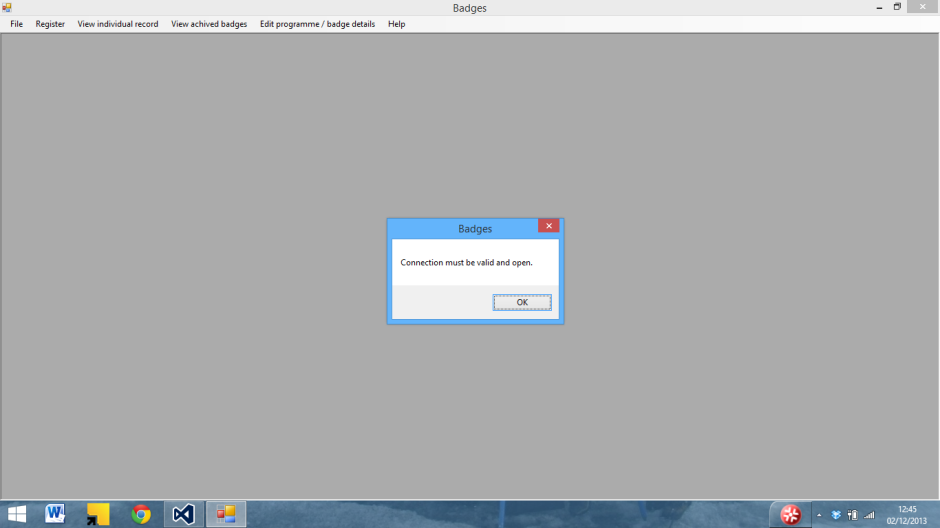 Badges
File Register View individual record View achived badges Edit programme / badge details Help
Badges
Connection must be valid and open.
OK
12:45
02/12/2013